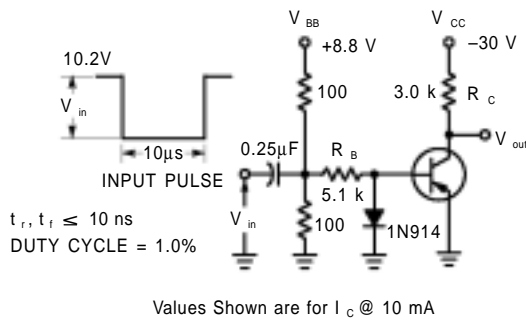 V BB
V CC
+8.8 V
–30 V
10.2V
V in
100
3.0 k
R C
V out
10µs
INPUT PULSE
0.25µF
R B
5.1 k
t r, t f ≤ 10 ns
DUTY CYCLE = 1.0%
V in
100
1N914
Values Shown are for I C @ 10 mA